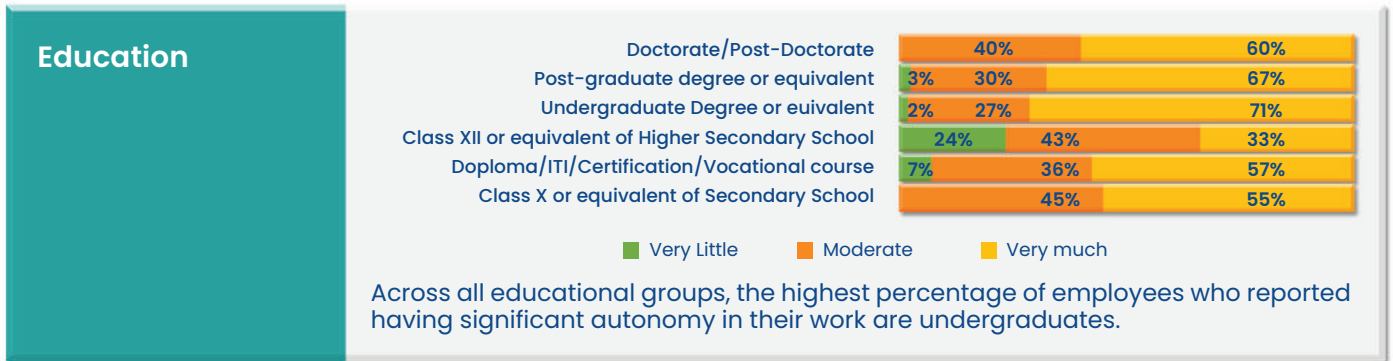 Education
Doctorate/Post-Doctorate 40% 60%
Post-graduate degree or equivalent 3% 30% 67%
Undergraduate Degree or euivalent 2% 27% 71%
Class XII or equivalent of Higher Secondary School 24% 43% 33%
Doploma/ITI/Certification/Vocational course 7% 36% 57%
Class X or equivalent of Secondary School 45% 55%
Very Little Moderate Very much
Across all educational groups, the highest percentage of employees who reported
having significant autonomy in their work are undergraduates.